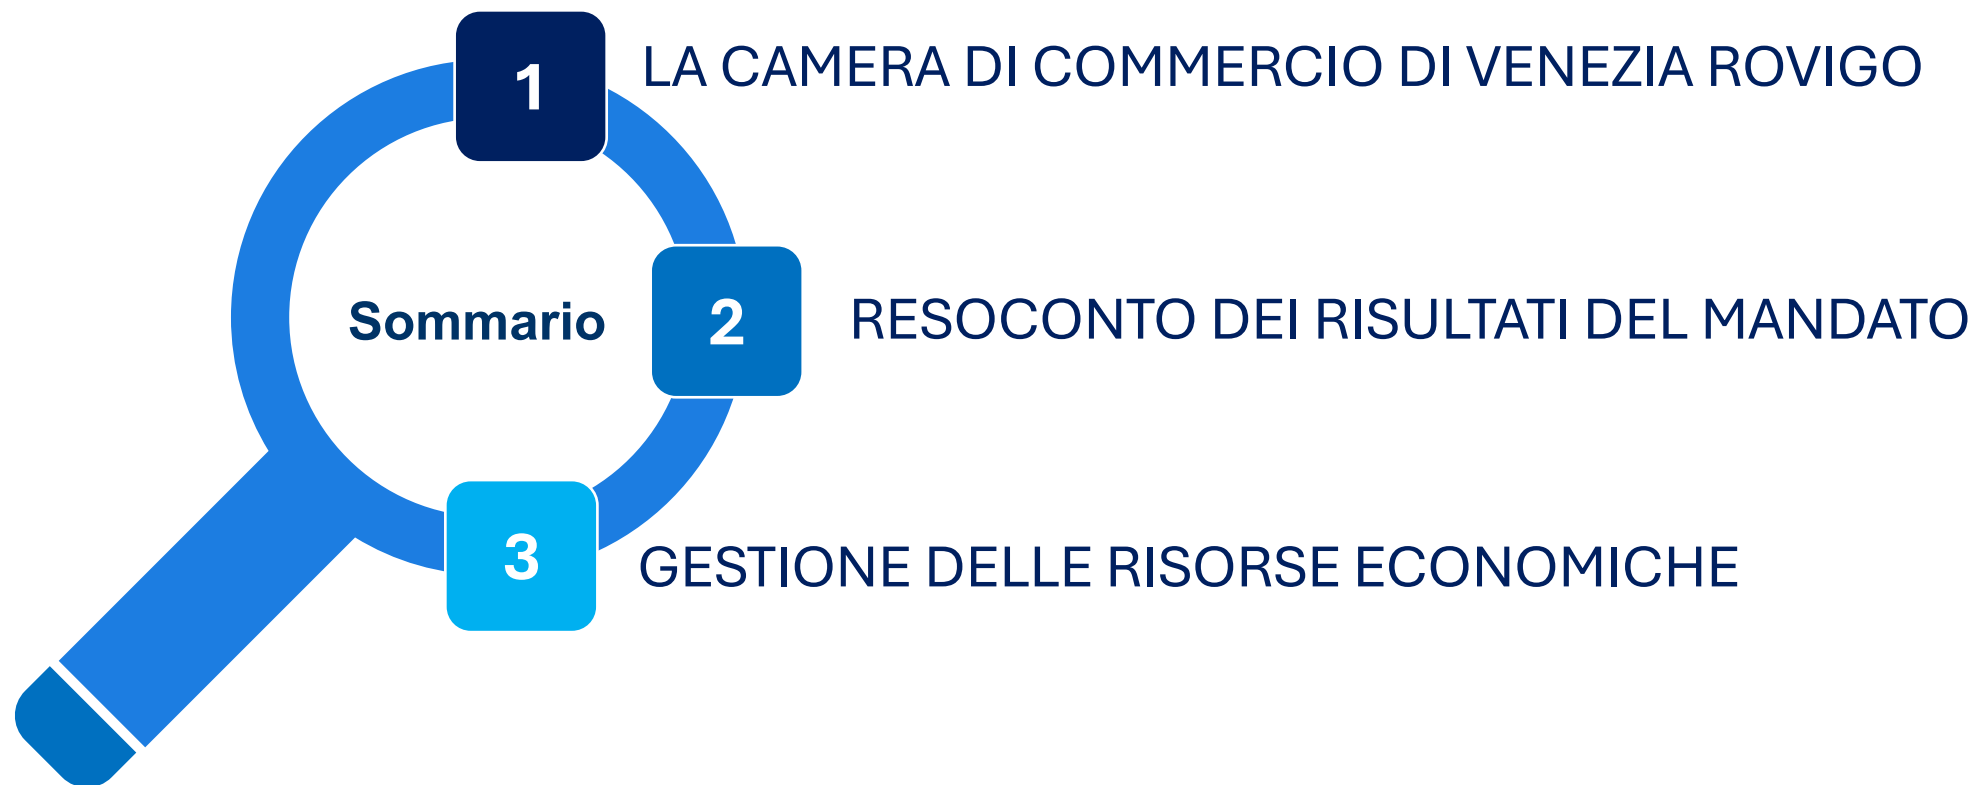 1 LA CAMERA DI COMMERCIO DI VENEZIA ROVIGO
Sommario
2 RESOCONTO DEI RISULTATI DEL MANDATO
3 GESTIONE DELLE RISORSE ECONOMICHE